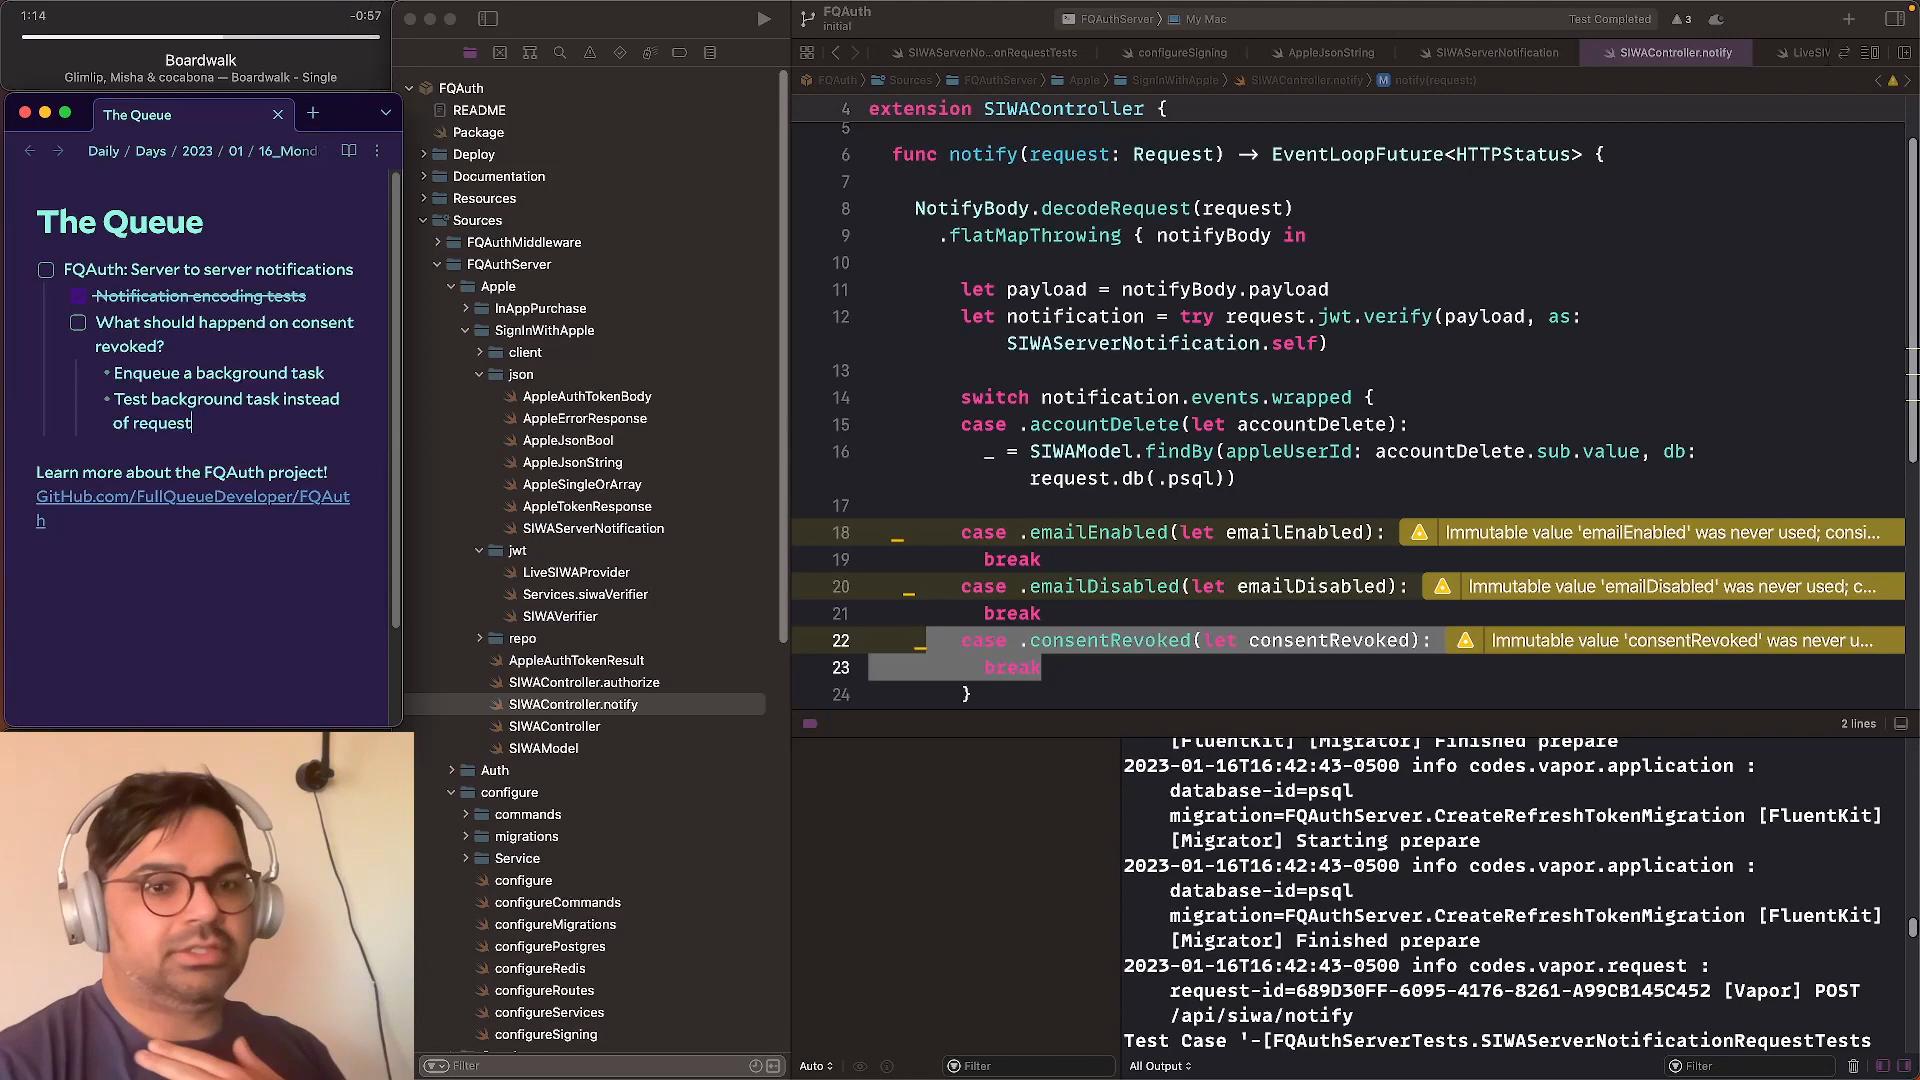 1:14
-0:57
Boardwalk
Glimlip, Misha & cocabona — Boardwalk - Single
The Queue
Daily / Days / 2023 / 01 / 16_Mond
The Queue
FQAuth: Server to server notifications
Notification encoding tests
What should happend on consent
revoked?
Enqueue a background task
Test background task instead
of request
Learn more about the FQAuth project!
GitHub.com/FullQueueDeveloper/FQAut
h
FQAuth
README
Package
Deploy
Documentation
Resources
Sources
FQAuthMiddleware
FQAuthServer
Apple
InAppPurchase
SignInWithApple
client
json
AppleAuthTokenBody
AppleErrorResponse
AppleJsonBool
AppleJsonString
AppleSingleOrArray
AppleTokenResponse
SIWAServerNotification
jwt
LiveSIWAProvider
Services.siwaVerifier
SIWAVerifier
repo
AppleAuthTokenResult
SIWAController.authorize
SIWAController.notify
SIWAController
SIWAModel
Auth
configure
commands
migrations
Service
configure
configureCommands
configureMigrations
configurePostgres
configureRedis
configureRoutes
configureServices
configureSigning
Filter
FQAuth
initial
FQAuthServer
My Mac
Test Completed
3
SIWAServerNo...onRequestTests
configureSigning
AppleJsonString
SIWAServerNotification
SIWAController.notify
LiveSIW
FQAuth
Sources
FQAuthServer
Apple
SignInWithApple
SIWAController.notify
M notify(request:)
4 extension SIWAController {
5
6 func notify(request: Request) -> EventLoopFuture<HTTPStatus> {
7
8 NotifyBody.decodeRequest(request)
9 .flatMapThrowing { notifyBody in
10
11 let payload = notifyBody.payload
12 let notification = try request.jwt.verify(payload, as:
SIWAServerNotification.self)
13
14 switch notification.events.wrapped {
15 case .accountDelete(let accountDelete):
16 _ = SIWAModel.findBy(appleUserId: accountDelete.sub.value, db:
request.db(.psql))
17
18 case .emailEnabled(let emailEnabled): Immutable value 'emailEnabled' was never used; consi...
19 break
20 case .emailDisabled(let emailDisabled): Immutable value 'emailDisabled' was never used; c...
21 break
22 case .consentRevoked(let consentRevoked): Immutable value 'consentRevoked' was never u...
23 break
24 }
2 lines
[FluentKit] [Migrator] Finished prepare
2023-01-16T16:42:43-0500 info codes.vapor.application :
database-id=psql
migration=FQAuthServer.CreateRefreshTokenMigration [FluentKit]
[Migrator] Starting prepare
2023-01-16T16:42:43-0500 info codes.vapor.application :
database-id=psql
migration=FQAuthServer.CreateRefreshTokenMigration [FluentKit]
[Migrator] Finished prepare
2023-01-16T16:42:43-0500 info codes.vapor.request :
request-id=689D30FF-6095-4176-8261-A99CB145C452 [Vapor] POST
/api/siwa/notify
Test Case '-[FQAuthServerTests.SIWAServerNotificationRequestTests
Auto
Filter
All Output
Filter